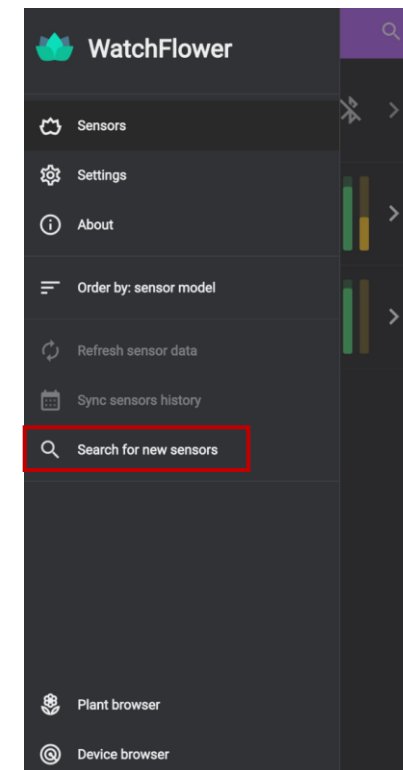 WatchFlower
Sensors
Settings
About
Order by: sensor model
Refresh sensor data
Sync sensors history
Search for new sensors
Plant browser
Device browser